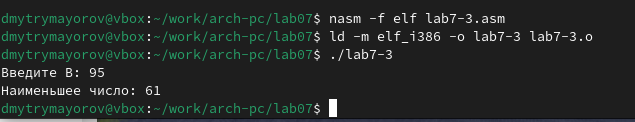 dmytrymayorov@vbox:~/work/arch-pc/lab07$ nasm -f elf lab7-3.asm
dmytrymayorov@vbox:~/work/arch-pc/lab07$ ld -m elf_i386 -o lab7-3 lab7-3.o
dmytrymayorov@vbox:~/work/arch-pc/lab07$ ./lab7-3
Введите B: 95
Наименьшее число: 61
dmytrymayorov@vbox:~/work/arch-pc/lab07$